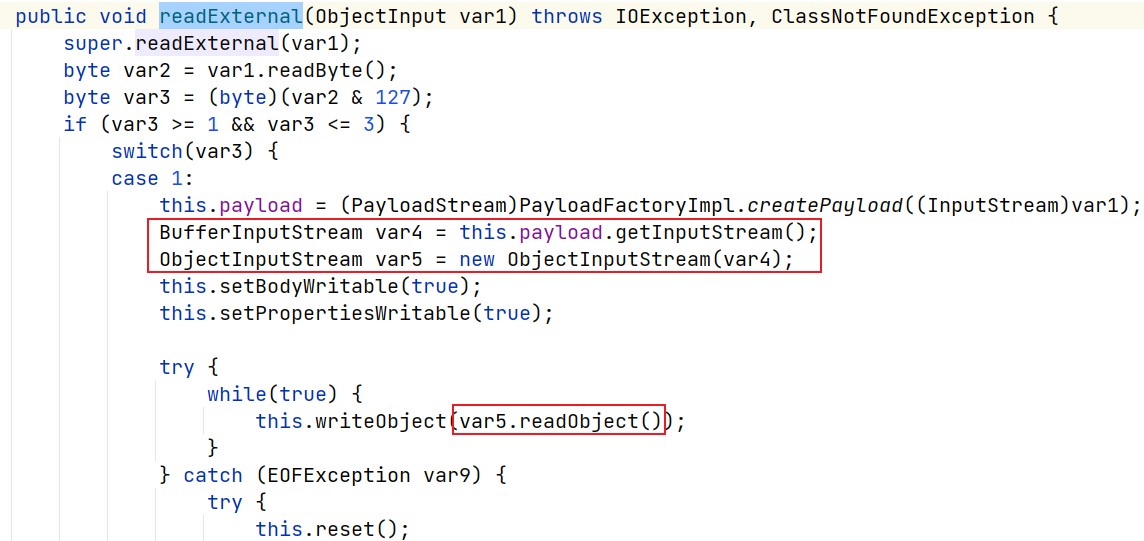 public void readExternal(ObjectInput var1) throws IOException, ClassNotFoundException {
super.readExternal(var1);
byte var2 = var1.readByte();
byte var3 = (byte)(var2 & 127);
if (var3 >= 1 && var3 <= 3) {
switch(var3) {
case 1:
this.payload = (PayloadStream)PayloadFactoryImpl.createPayload((InputStream)var1);
BufferInputStream var4 = this.payload.getInputStream();
ObjectInputStream var5 = new ObjectInputStream(var4);
this.setBodyWritable(true);
this.setPropertiesWritable(true);
try {
while(true) {
this.writeObject(var5.readObject());
}
} catch (EOFException var9) {
try {
this.reset();